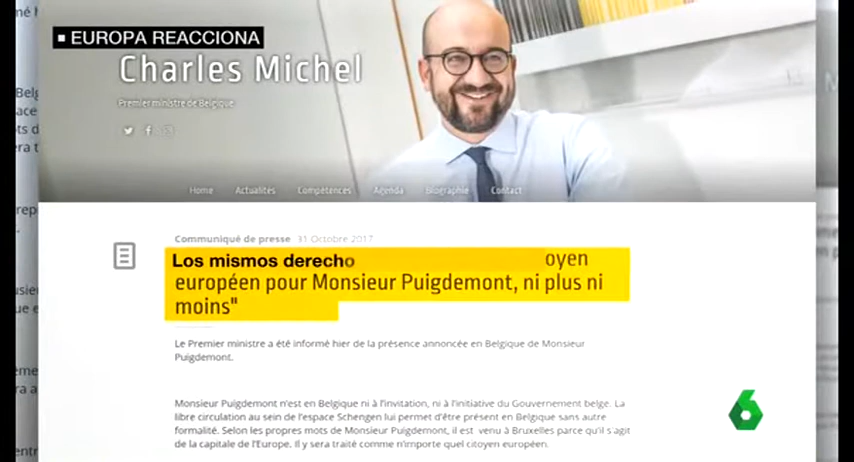 EUROPA REACCIONA
Charles Michel
Premier ministre de Belgique
Home Actualités Compétences Agenda Biographie Contact
Communiqué de presse 31 Octobre 2017
Los mismos derecho oyen
européen pour Monsieur Puigdemont, ni plus ni
moins"
Le Premier ministre a été informé hier de la présence annoncée en Belgique de Monsieur
Puigdemont.
Monsieur Puigdemont n'est en Belgique ni à l'invitation, ni à l'initiative du Gouvernement belge. La
libre circulation au sein de l'espace Schengen lui permet d'être présent en Belgique sans autre
formalité. Selon les propres mots de Monsieur Puigdemont, il est venu à Bruxelles parce qu'il s'agit
de la capitale de l'Europe. Il y sera traité comme n'importe quel citoyen européen.
6